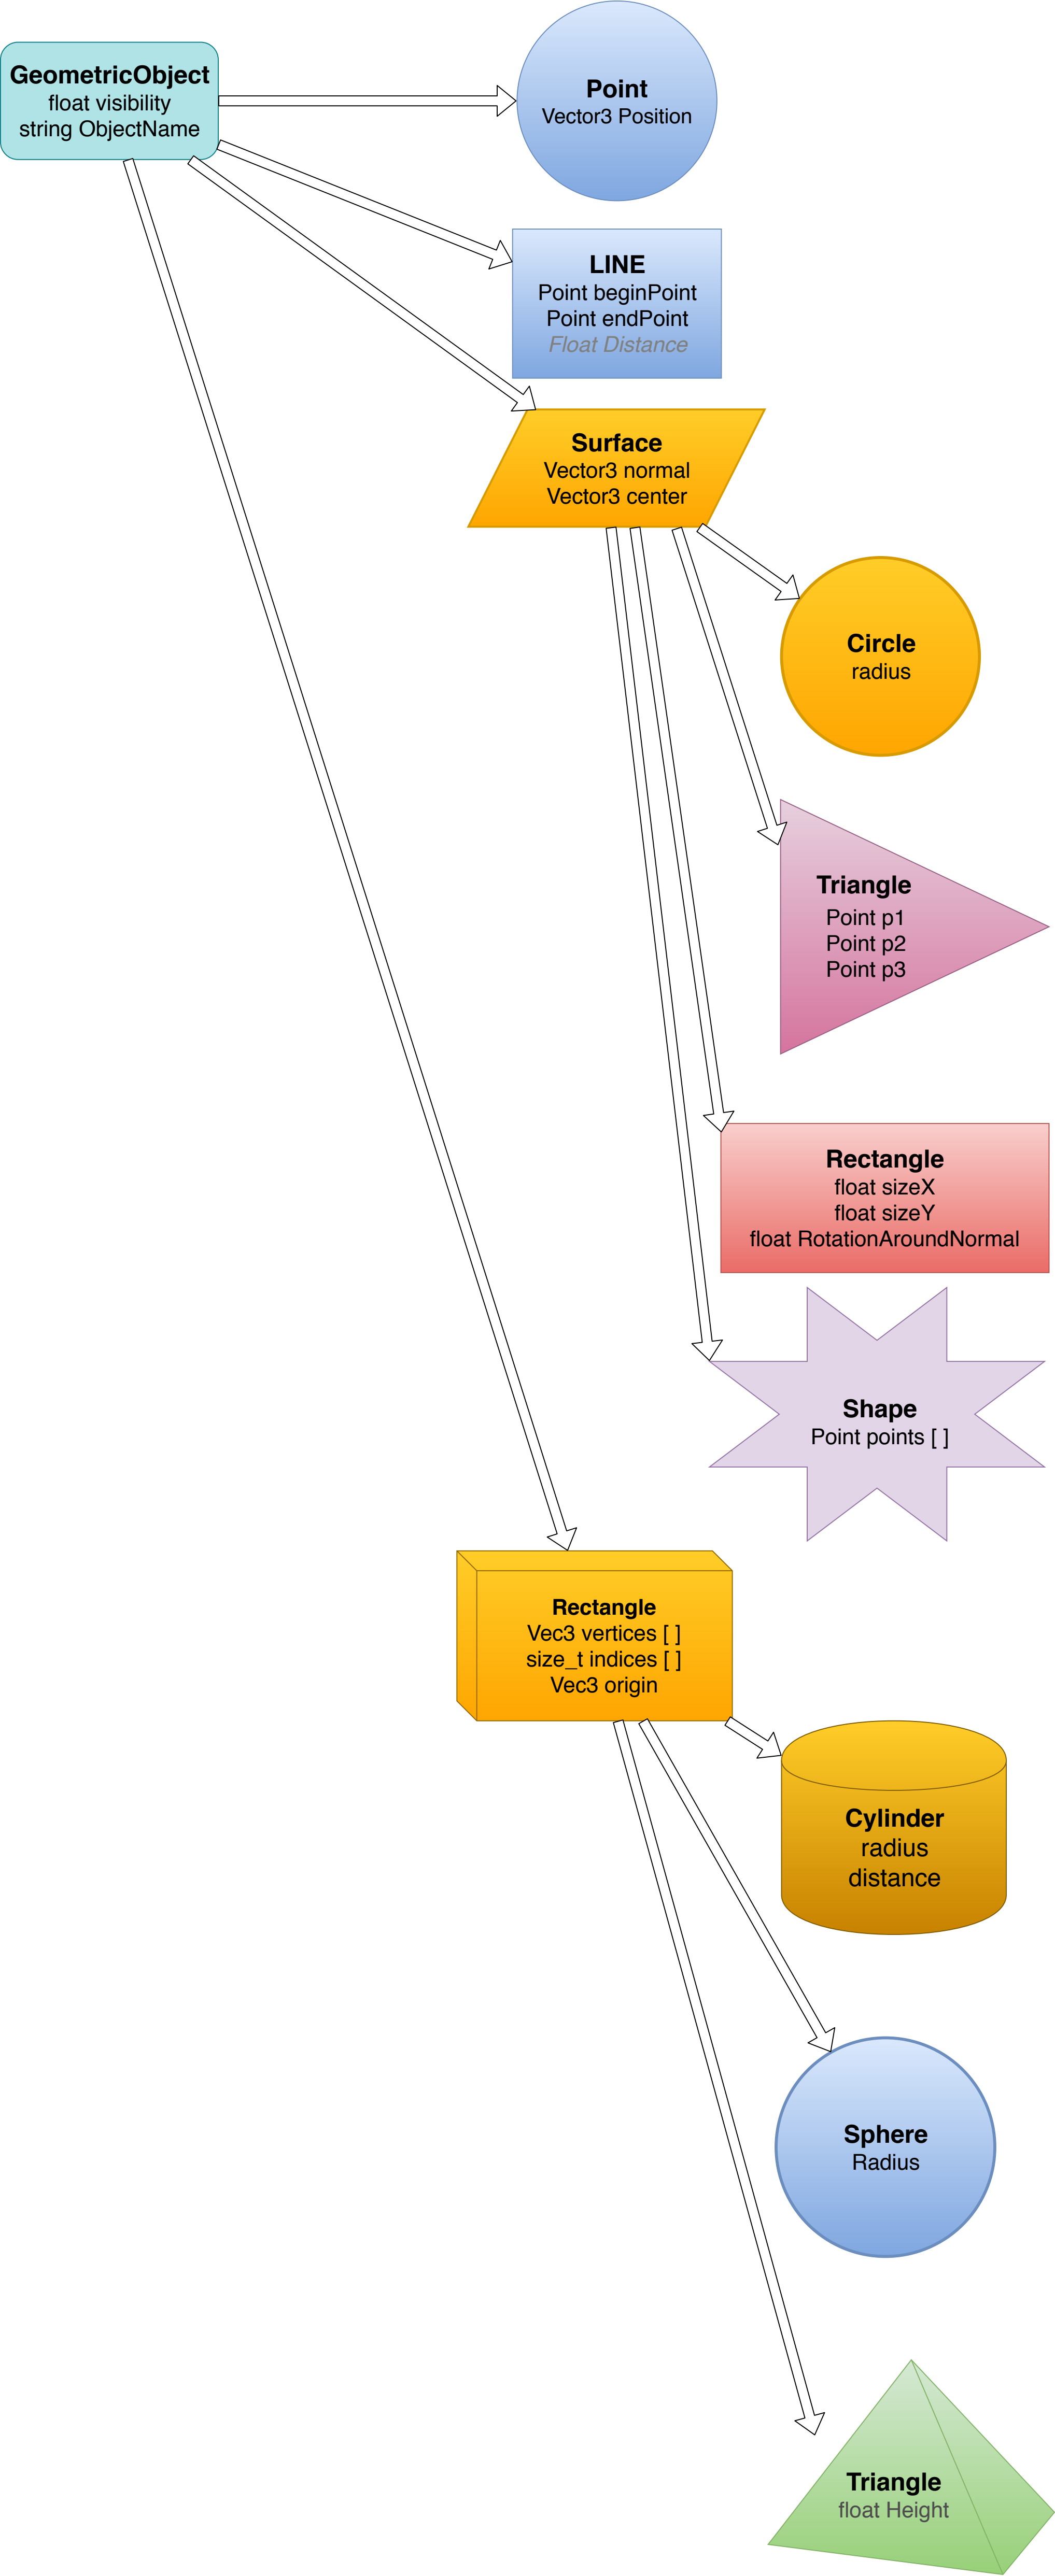 GeometricObject
float visibility
string ObjectName
Point
Vector3 Position
LINE
Point beginPoint
Point endPoint
Float Distance
Surface
Vector3 normal
Vector3 center
Circle
radius
Triangle
Point p1
Point p2
Point p3
Rectangle
float sizeX
float sizeY
float RotationAroundNormal
Shape
Point points [ ]
Rectangle
Vec3 vertices [ ]
size_t indices [ ]
Vec3 origin
Cylinder
radius
distance
Sphere
Radius
Triangle
float Height